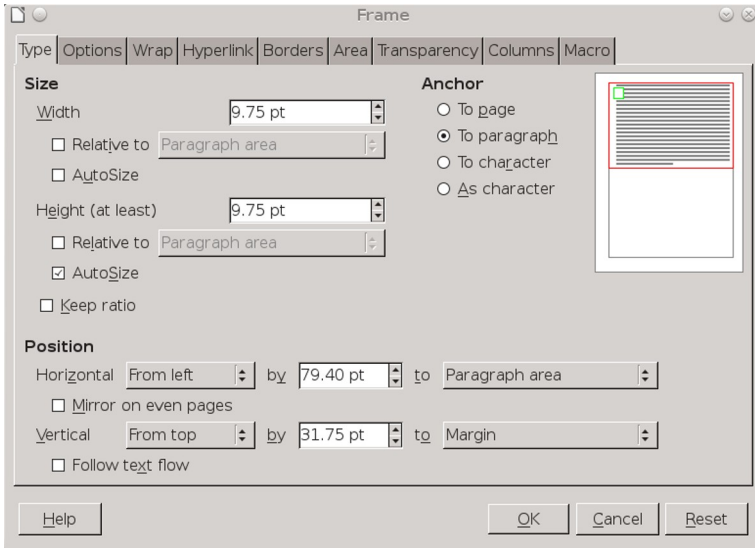 Frame
Type Options Wrap Hyperlink Borders Area Transparency Columns Macro
Size
Width 9.75 pt
Relative to Paragraph area
AutoSize
Height (at least) 9.75 pt
Relative to Paragraph area
AutoSize
Keep ratio
Anchor
To page
To paragraph
To character
As character
Position
Horizontal From left by 79.40 pt to Paragraph area
Mirror on even pages
Vertical From top by 31.75 pt to Margin
Follow text flow
Help OK Cancel Reset